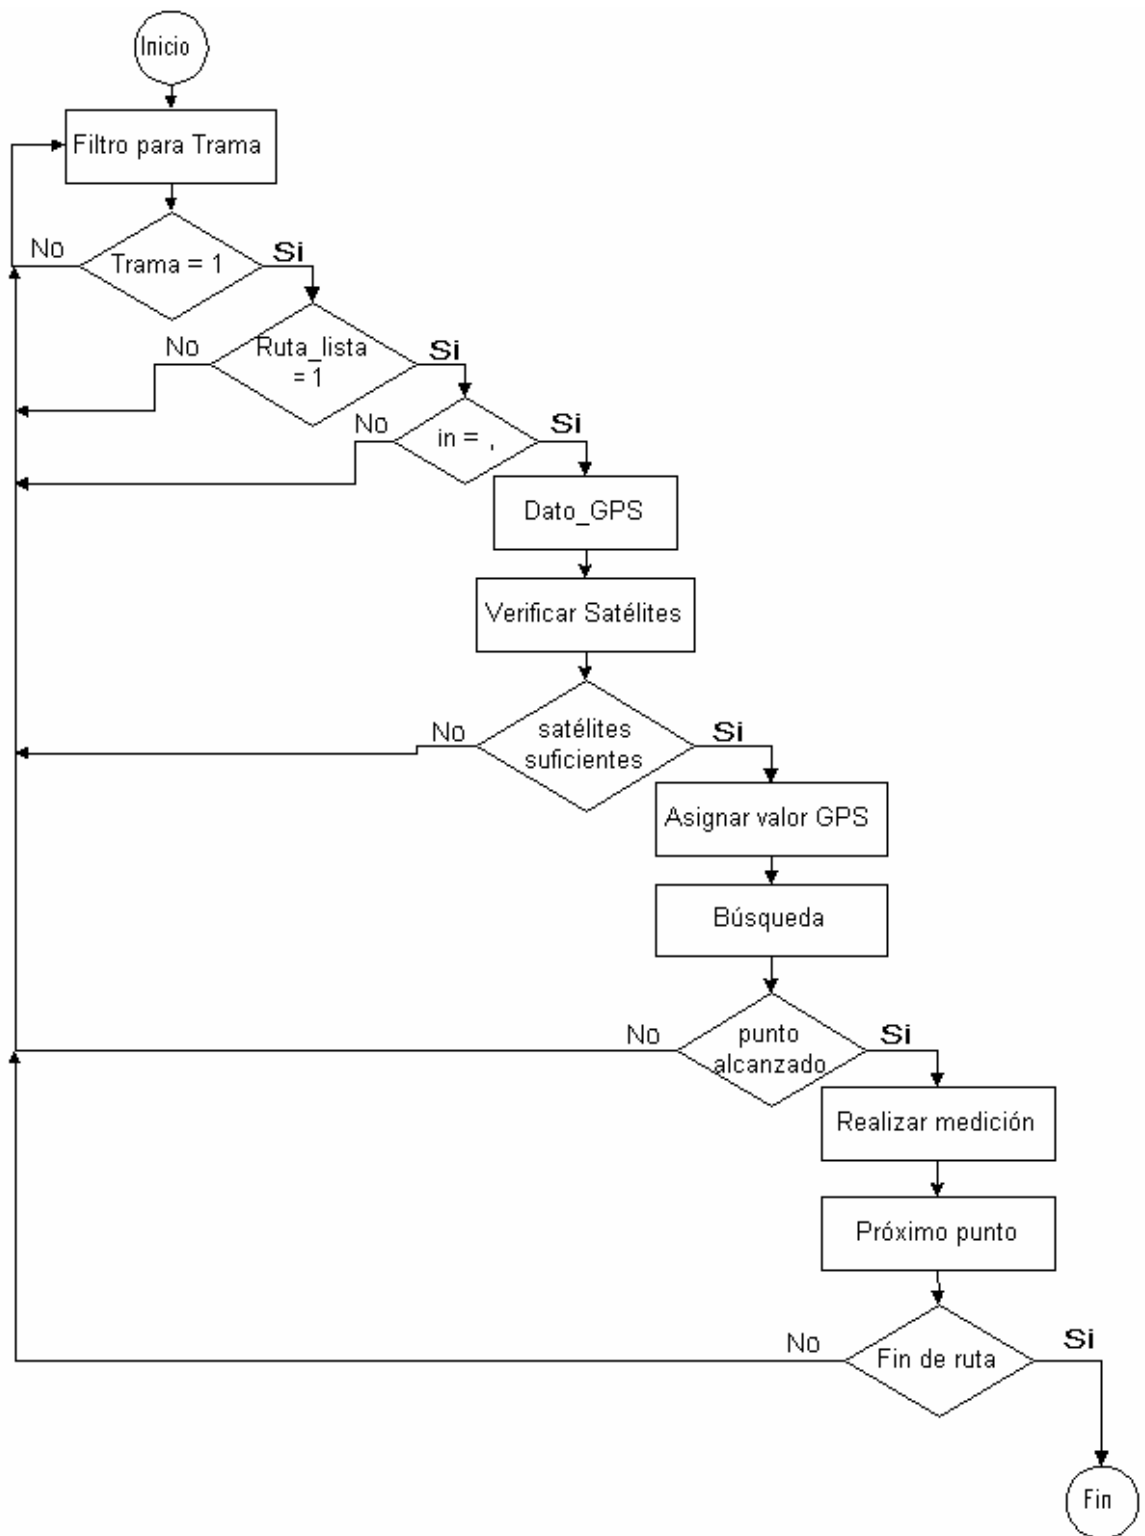 Inicio
Filtro para Trama
No
Trama = 1
Si
No
Ruta_lista
= 1
Si
No
in = ,
Si
Dato_GPS
Verificar Satélites
No
satélites
suficientes
Si
Asignar valor GPS
Búsqueda
No
punto
alcanzado
Si
Realizar medición
Próximo punto
No
Fin de ruta
Si
Fin